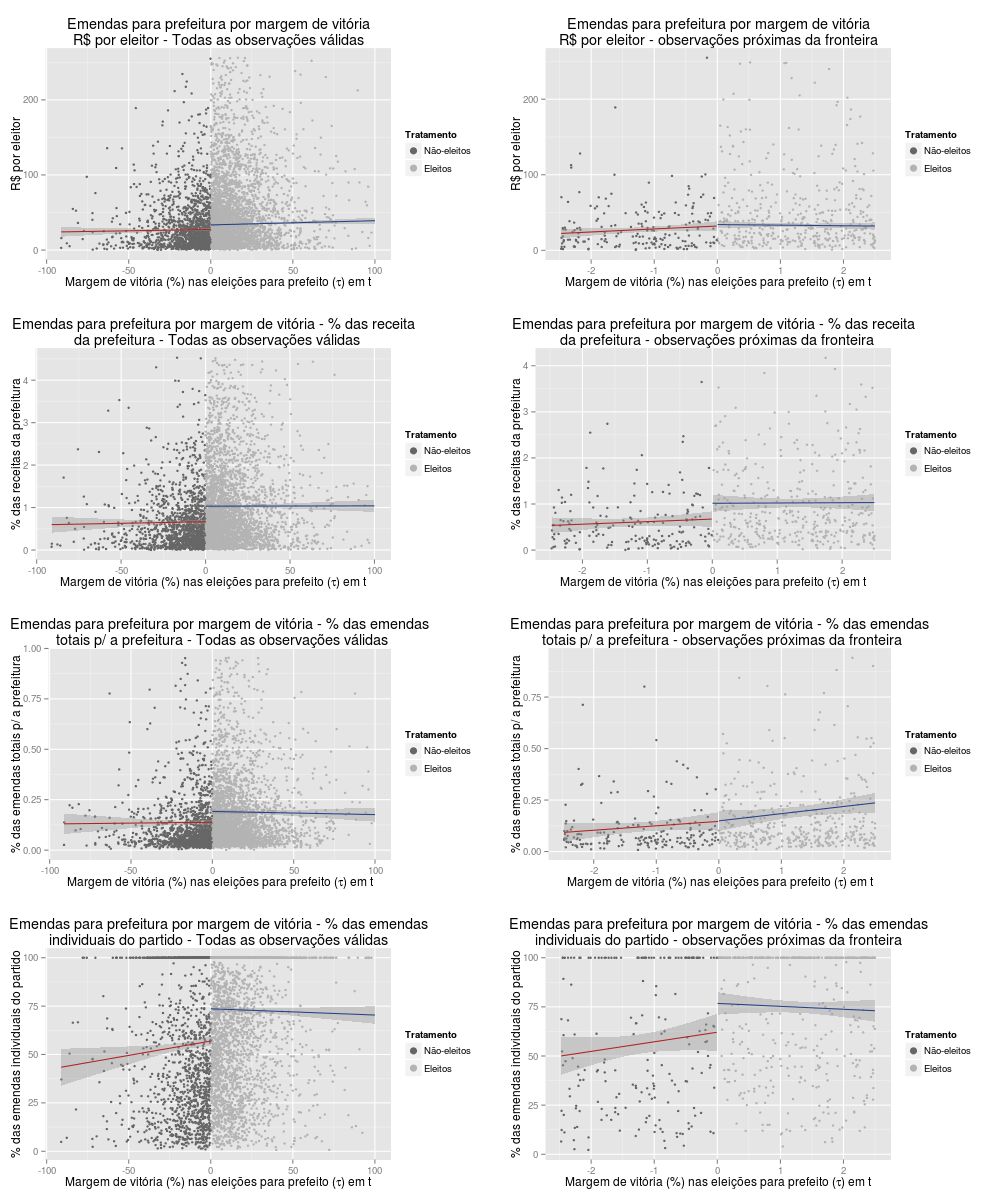 Emendas para prefeitura por margem de vitória
R$ por eleitor - Todas as observações válidas
R$ por eleitor
200
100
0
-100
-50
0
50
100
Margem de vitória (%) nas eleições para prefeito (τ) em t
Tratamento
Não-eleitos
Eleitos
Emendas para prefeitura por margem de vitória
R$ por eleitor - observações próximas da fronteira
R$ por eleitor
200
100
0
-2
-1
0
1
2
Margem de vitória (%) nas eleições para prefeito (τ) em t
Tratamento
Não-eleitos
Eleitos
Emendas para prefeitura por margem de vitória - % das receita
da prefeitura - Todas as observações válidas
% das receitas da prefeitura
4
3
2
1
0
-100
-50
0
50
100
Margem de vitória (%) nas eleições para prefeito (τ) em t
Tratamento
Não-eleitos
Eleitos
Emendas para prefeitura por margem de vitória - % das receita
da prefeitura - observações próximas da fronteira
% das receitas da prefeitura
4
3
2
1
0
-2
-1
0
1
2
Margem de vitória (%) nas eleições para prefeito (τ) em t
Tratamento
Não-eleitos
Eleitos
Emendas para prefeitura por margem de vitória - % das emendas
totais p/ a prefeitura - Todas as observações válidas
% das emendas totais p/ a prefeitura
1.00
0.75
0.50
0.25
0.00
-100
-50
0
50
100
Margem de vitória (%) nas eleições para prefeito (τ) em t
Tratamento
Não-eleitos
Eleitos
Emendas para prefeitura por margem de vitória - % das emendas
totais p/ a prefeitura - observações próximas da fronteira
% das emendas totais p/ a prefeitura
0.75
0.50
0.25
0.00
-2
-1
0
1
2
Margem de vitória (%) nas eleições para prefeito (τ) em t
Tratamento
Não-eleitos
Eleitos
Emendas para prefeitura por margem de vitória - % das emendas
individuais do partido - Todas as observações válidas
% das emendas individuais do partido
100
75
50
25
0
-100
-50
0
50
100
Margem de vitória (%) nas eleições para prefeito (τ) em t
Tratamento
Não-eleitos
Eleitos
Emendas para prefeitura por margem de vitória - % das emendas
individuais do partido - observações próximas da fronteira
% das emendas individuais do partido
100
75
50
25
0
-2
-1
0
1
2
Margem de vitória (%) nas eleições para prefeito (τ) em t
Tratamento
Não-eleitos
Eleitos